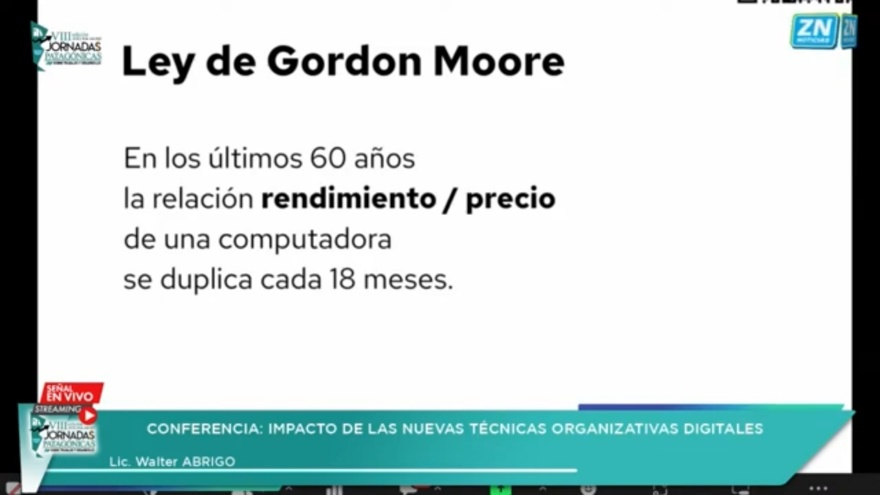 VIII
JORNADAS
PATAGÓNICAS
ZN
NOTICIAS
Ley de Gordon Moore
En los últimos 60 años
la relación rendimiento / precio
de una computadora
se duplica cada 18 meses.
SEÑAL
EN VIVO
STREAMING
VIII
JORNADAS
PATAGÓNICAS
CONFERENCIA: IMPACTO DE LAS NUEVAS TÉCNICAS ORGANIZATIVAS DIGITALES
Lic. Walter ABRIGO